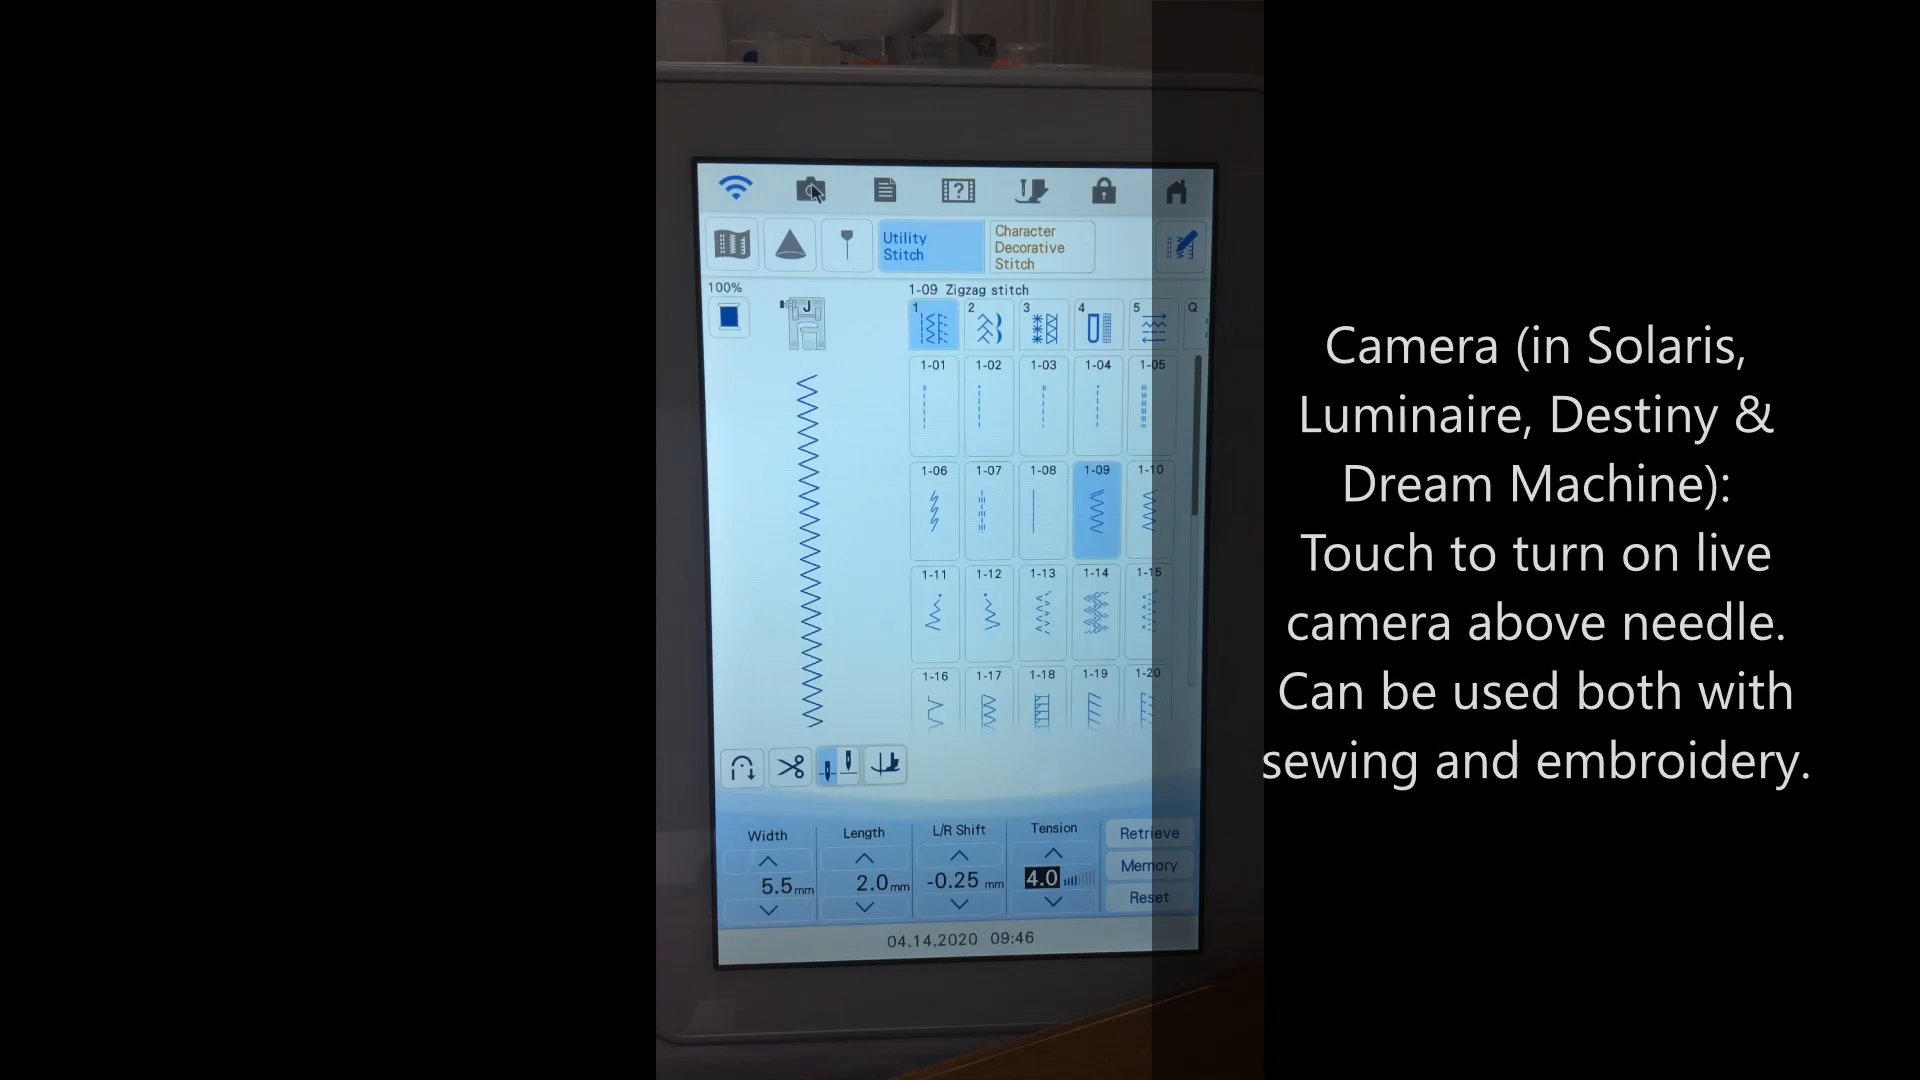 Utility
Stitch
Character
Decorative
Stitch
100%
J
1-09 Zigzag stitch
1 2 3 4 5 Q
1-01 1-02 1-03 1-04 1-05
1-06 1-07 1-08 1-09 1-10
1-11 1-12 1-13 1-14 1-15
1-16 1-17 1-18 1-19 1-20
Width Length L/R Shift Tension
5.5 mm 2.0 mm -0.25 mm 4.0
Retrieve
Memory
Reset
04.14.2020 09:46
Camera (in Solaris,
Luminaire, Destiny &
Dream Machine):
Touch to turn on live
camera above needle.
Can be used both with
sewing and embroidery.